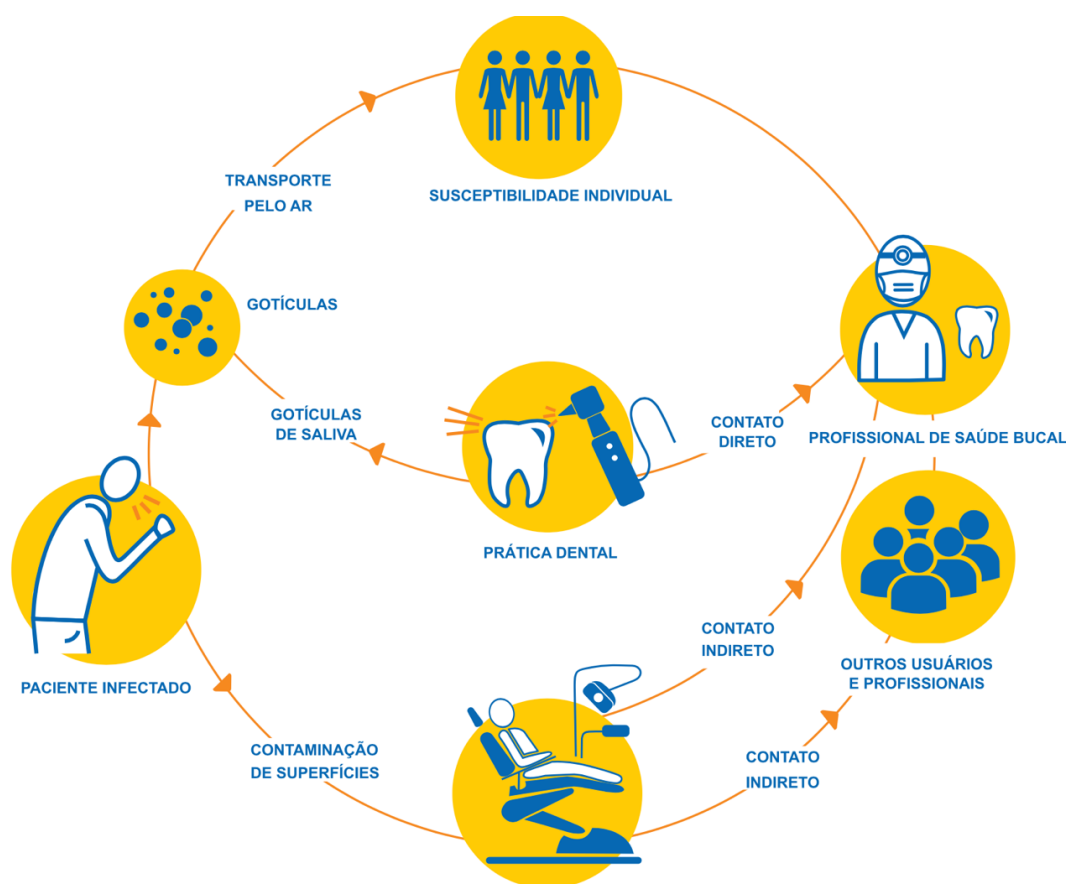 TRANSPORTE
PELO AR
SUSCEPTIBILIDADE INDIVIDUAL
GOTÍCULAS
GOTÍCULAS
DE SALIVA
CONTATO
DIRETO
PROFISSIONAL DE SAÚDE BUCAL
PRÁTICA DENTAL
CONTATO
INDIRETO
OUTROS USUÁRIOS
E PROFISSIONAIS
PACIENTE INFECTADO
CONTAMINAÇÃO
DE SUPERFÍCIES
CONTATO
INDIRETO